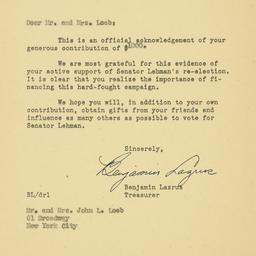 Dear Mr. and Mrs. Loeb:
This is an official acknowledgement of your
generous contribution of $1000.
We are most grateful for this evidence of
your active support of Senator Lehman's re-election.
It is clear that you realize the importance of fi-
nancing this hard-fought campaign.
We hope you will, in addition to your own
contribution, obtain gifts from your friends and
influence as many others as possible to vote for
Senator Lehman.
Sincerely,
Benjamin Lazrus
Benjamin Lazrus
BL/drl Treasurer
Mr. and Mrs. John L. Loeb
61 Broadway
New York City